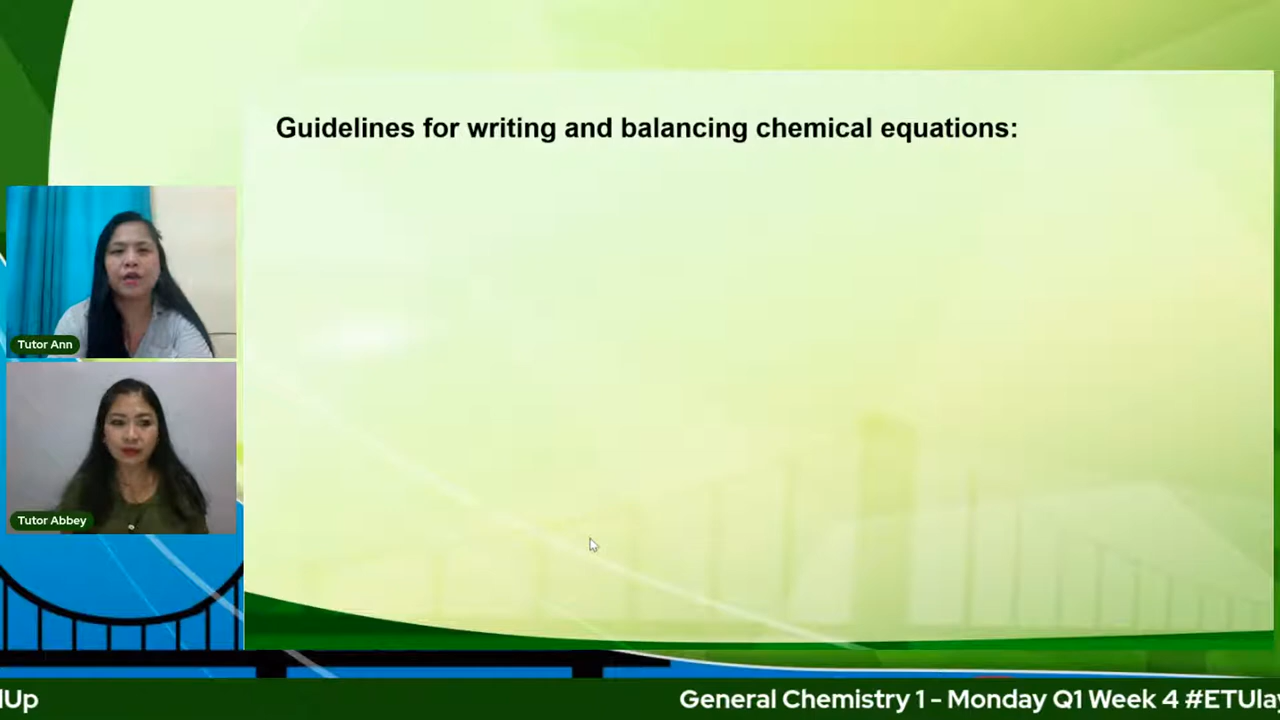 Guidelines for writing and balancing chemical equations:
Tutor Ann
Tutor Abbey
lUp General Chemistry 1 - Monday Q1 Week 4 #ETUlay